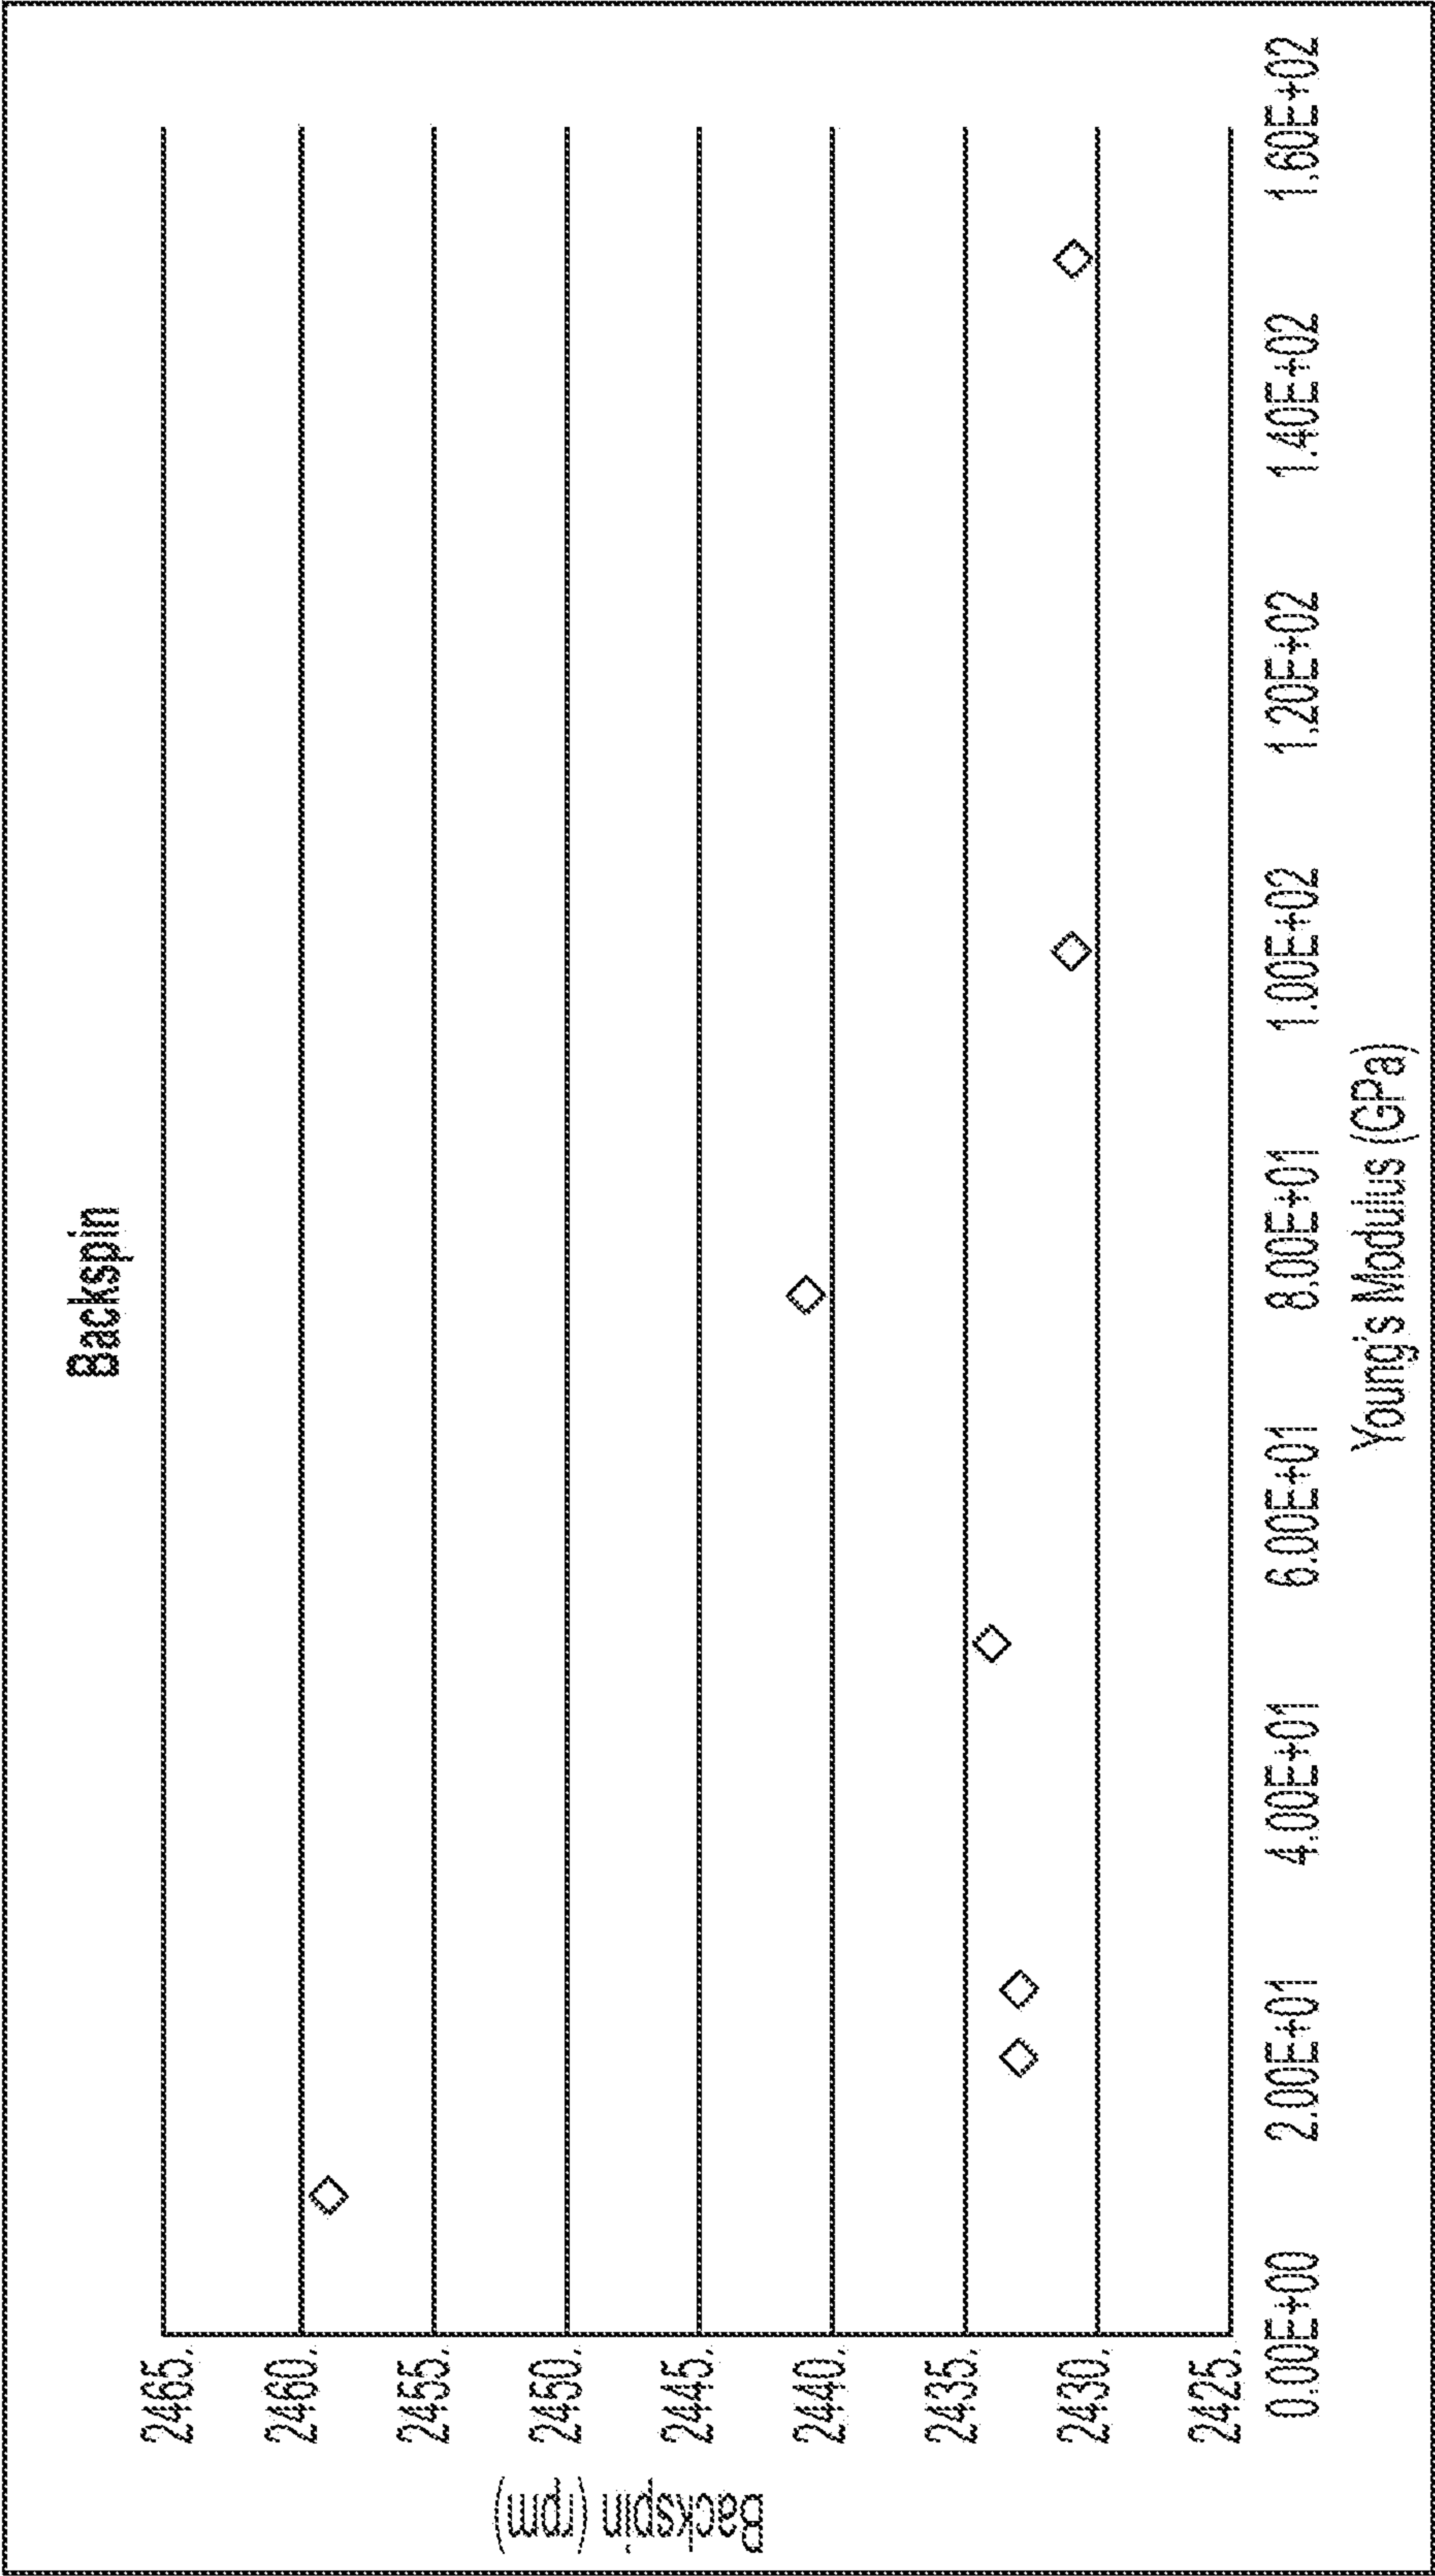 Backspin
2465.
2460.
2455.
2450.
2445.
2440.
2435.
2430.
2425.
Backspin (rpm)
0.00E+00 2.00E+01 4.00E+01 6.00E+01 8.00E+01 1.00E+02 1.20E+02 1.40E+02 1.60E+02
Young's Modulus (GPa)